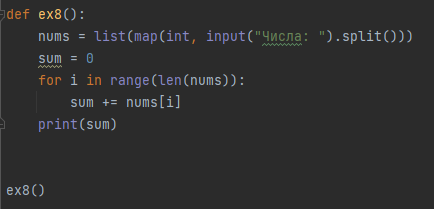 def ex8():
    nums = list(map(int, input("Числа: ").split()))
    sum = 0
    for i in range(len(nums)):
        sum += nums[i]
    print(sum)
ex8()